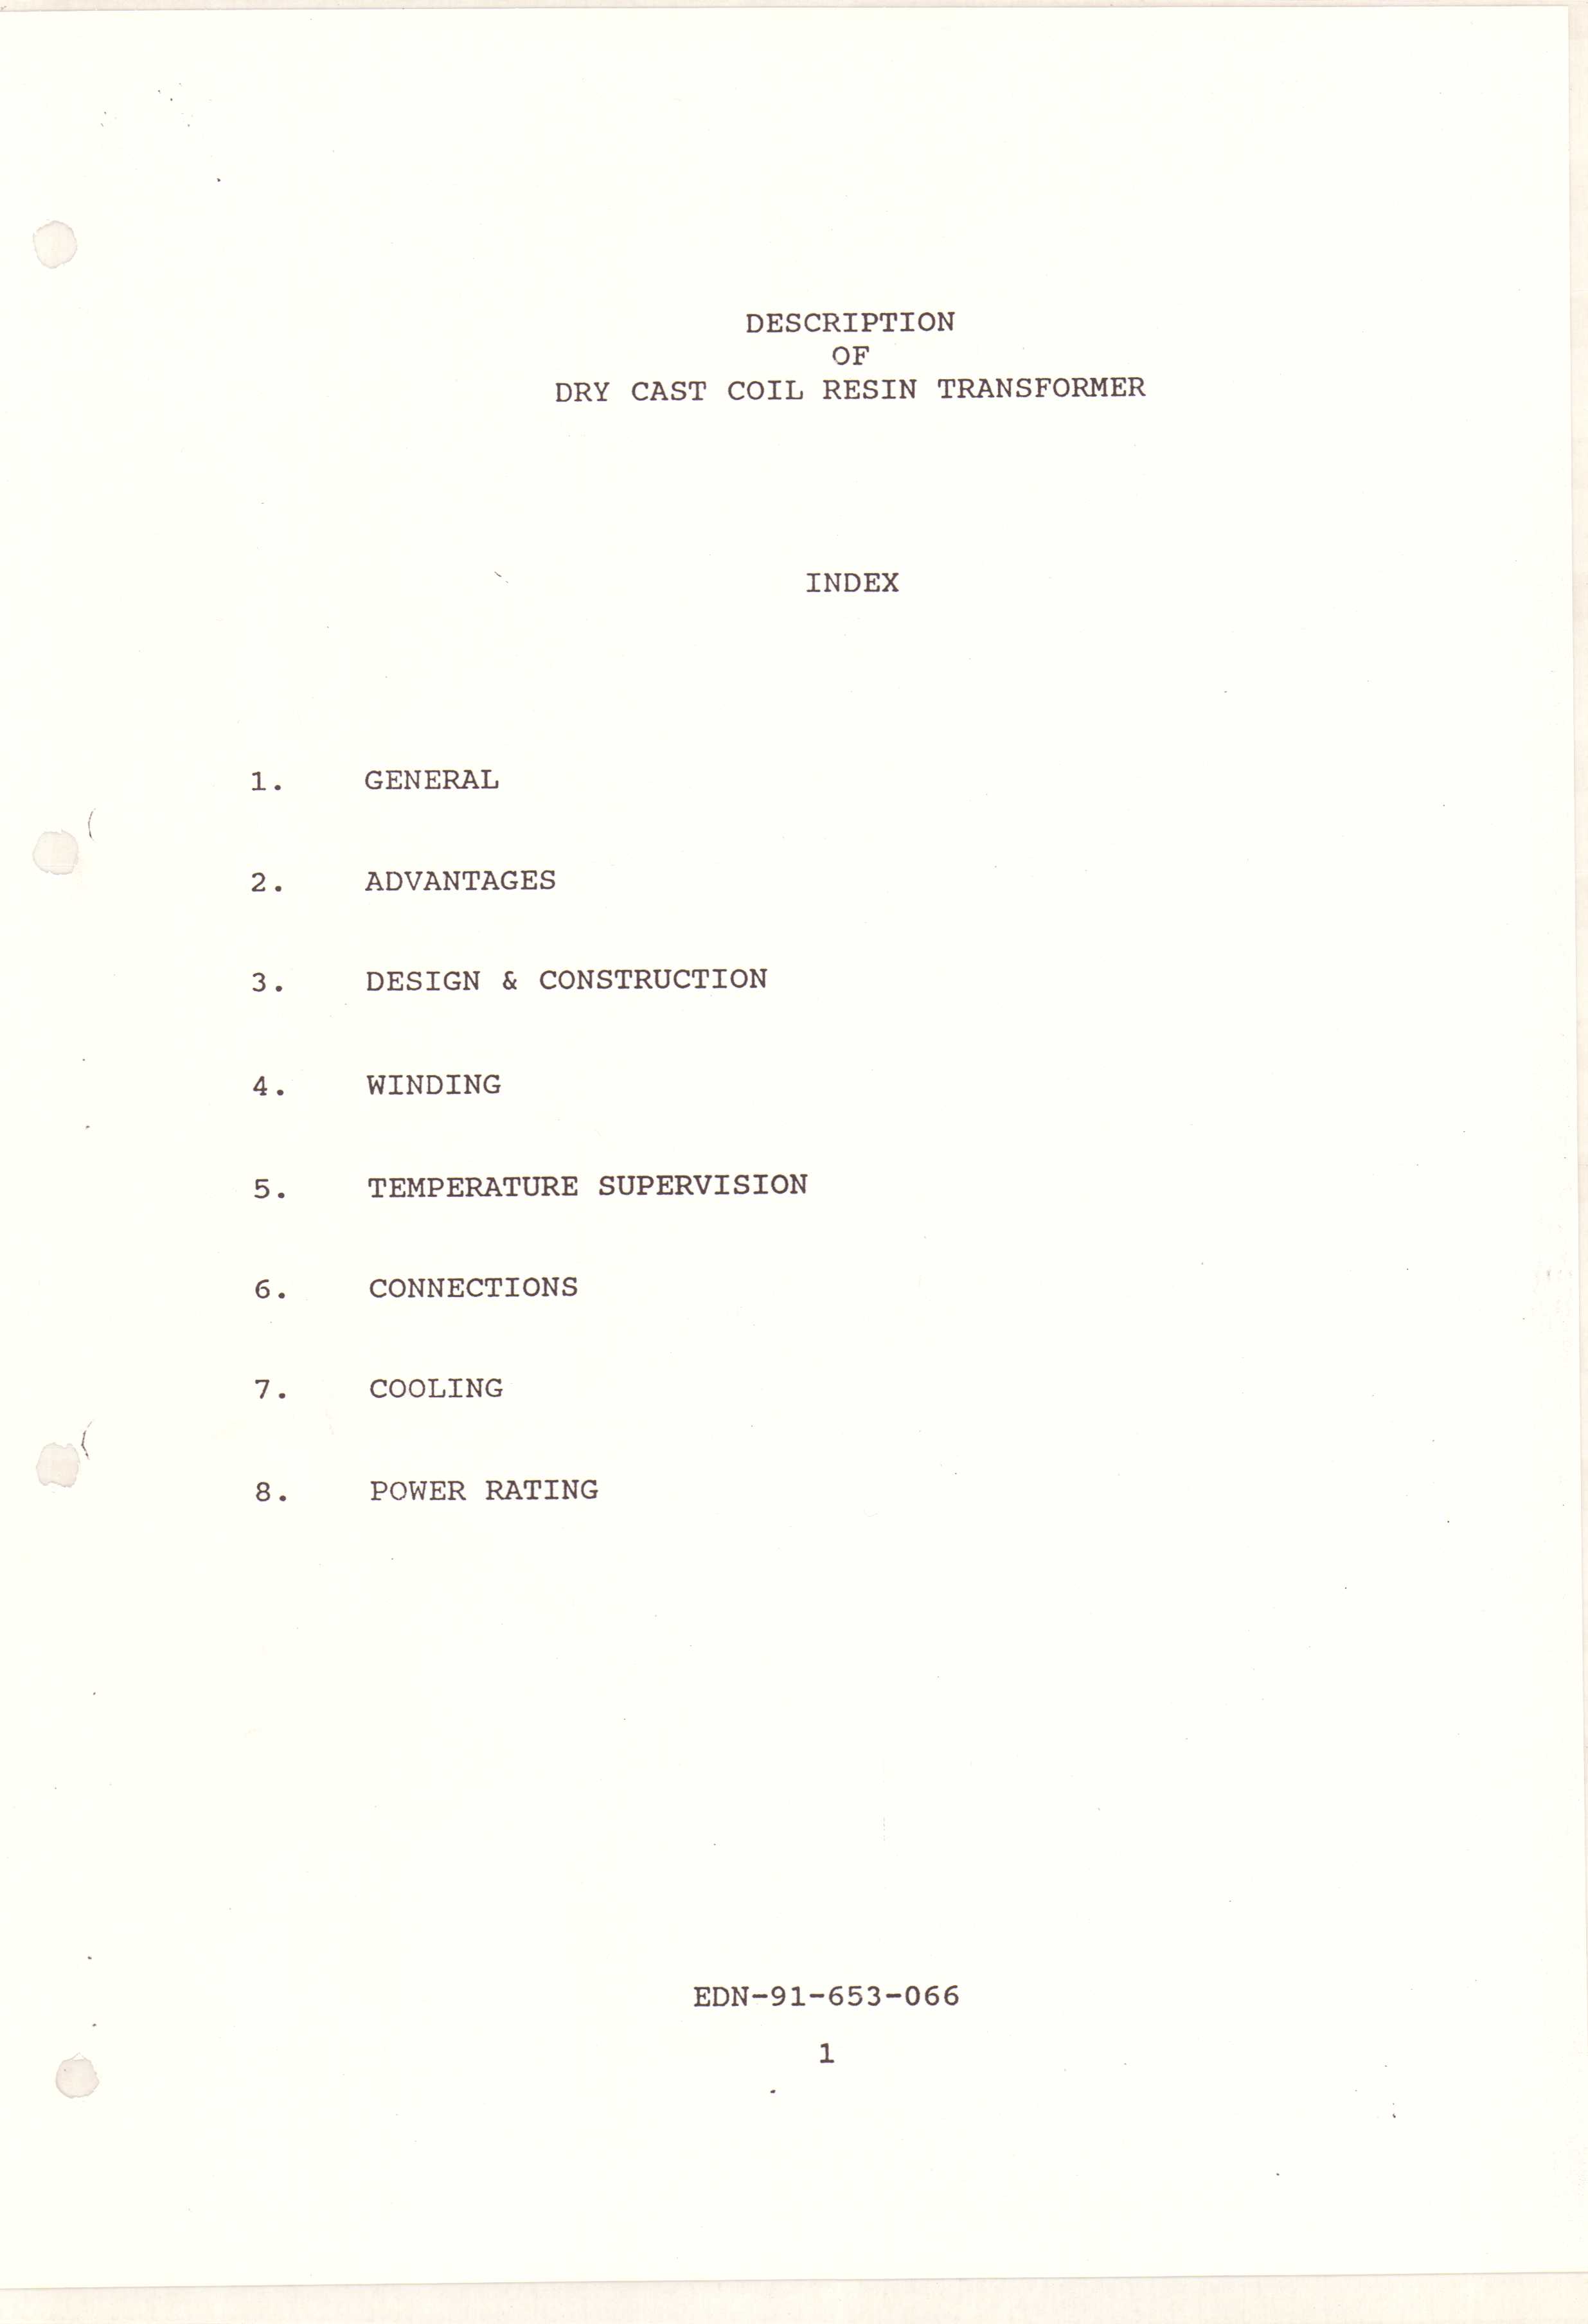 DESCRIPTION
OF
DRY CAST COIL RESIN TRANSFORMER
INDEX
1. GENERAL
2. ADVANTAGES
3. DESIGN & CONSTRUCTION
4. WINDING
5. TEMPERATURE SUPERVISION
6. CONNECTIONS
7. COOLING
8. POWER RATING
EDN-91-653-066
1